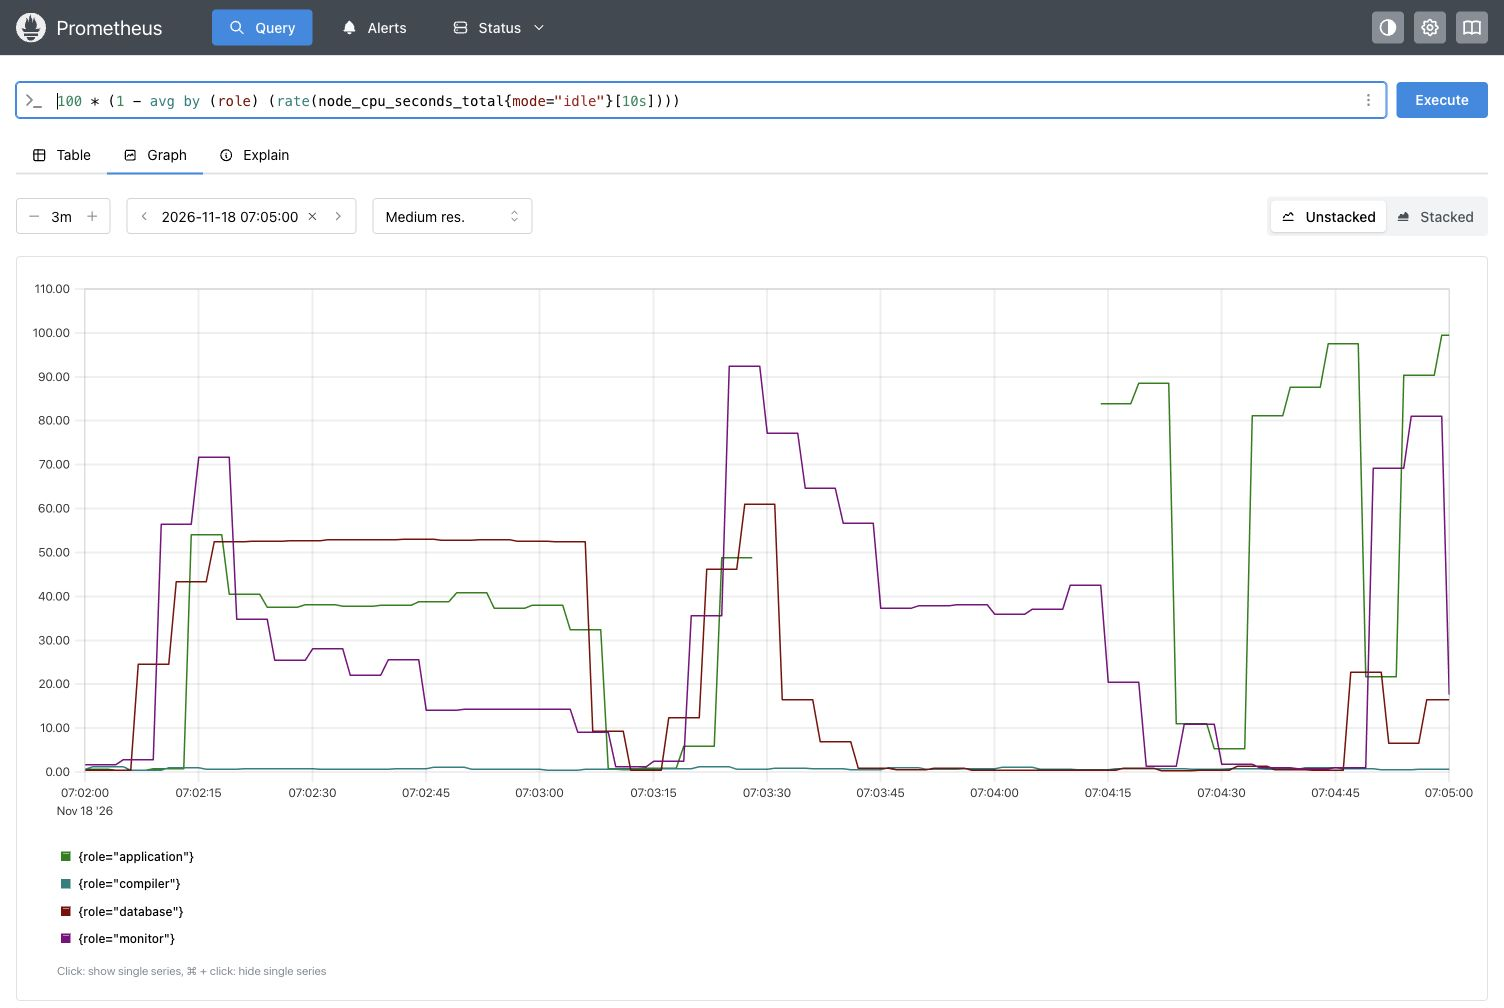 Prometheus Query Alerts Status
>_ 100 * (1 - avg by (role) (rate(node_cpu_seconds_total{mode="idle"}[10s]))) Execute
Table Graph Explain
3m 2026-11-18 07:05:00 Medium res. Unstacked Stacked
110.00
100.00
90.00
80.00
70.00
60.00
50.00
40.00
30.00
20.00
10.00
0.00
07:02:00 07:02:15 07:02:30 07:02:45 07:03:00 07:03:15 07:03:30 07:03:45 07:04:00 07:04:15 07:04:30 07:04:45 07:05:00
Nov 18 '26
{role="application"}
{role="compiler"}
{role="database"}
{role="monitor"}
Click: show single series, ⌘ + click: hide single series